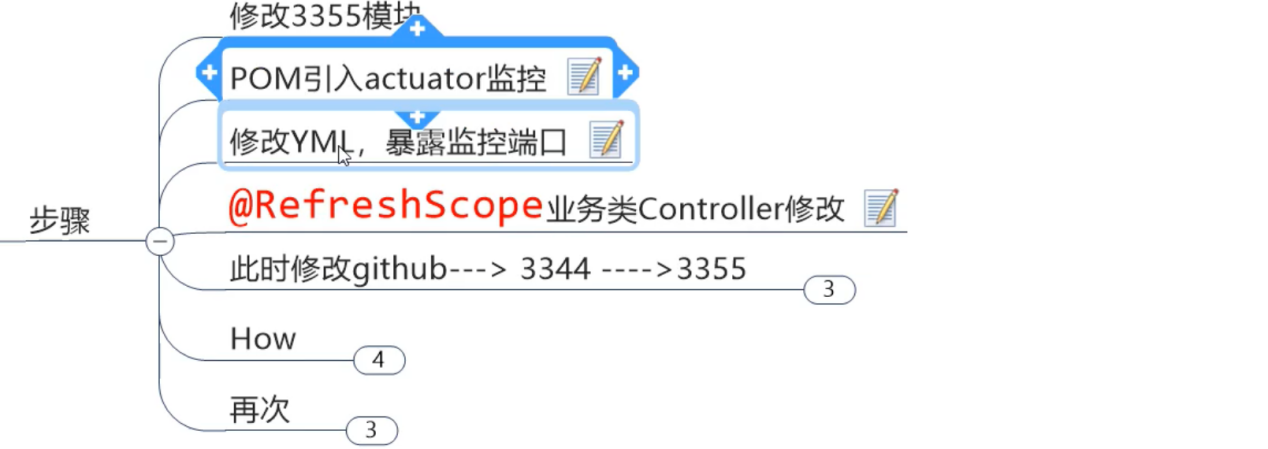 修改3355模块
POM引入actuator监控
修改YML，暴露监控端口
步骤
@RefreshScope业务类Controller修改
此时修改github---> 3344 ---->3355
3
How
4
再次
3